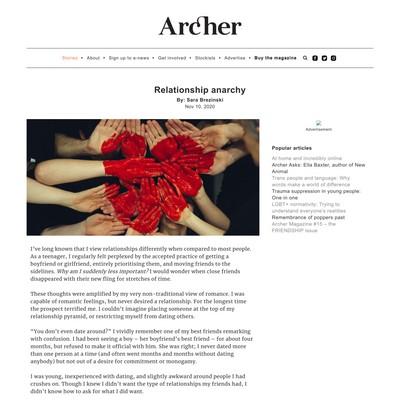 Archer
Stories • About • Sign up to e-news • Get involved • Stockists • Advertise • Buy the magazine
Relationship anarchy
By: Sara Brezinski
Nov 10, 2020
Advertisement
Popular articles
At home and incredibly online
Archer Asks: Ella Baxter, author of New
Animal
Trans people and language: Why
words make a world of difference
Trauma suppression in young people:
One in one
LGBT+ normativity: Trying to
understand everyone's realities
Remembrance of poppers past
Archer Magazine #15 – the
FRIENDSHIP issue
I've long known that I view relationships differently when compared to most people.
As a teenager, I regularly felt perplexed by the accepted practice of getting a
boyfriend or girlfriend, entirely prioritising them, and moving friends to the
sidelines. Why am I suddenly less important? I would wonder when close friends
disappeared with their new fling for stretches of time.
These thoughts were amplified by my very non-traditional view of romance. I was
capable of romantic feelings, but never desired a relationship. For the longest time
the prospect terrified me. I couldn't imagine placing someone at the top of my
relationship pyramid, or restricting myself from dating others.
"You don't even date around?" I vividly remember one of my best friends remarking
with confusion. I had been seeing a boy – her boyfriend's best friend – for about four
months, but refused to make it official with him. She was right; I never dated more
than one person at a time (and often went months and months without dating
anybody) but not out of a desire for commitment or monogamy.
I was young, inexperienced with dating, and slightly awkward around people I had
crushes on. Though I knew I didn't want the type of relationships my friends had, I
didn't know how to ask for what I did want.